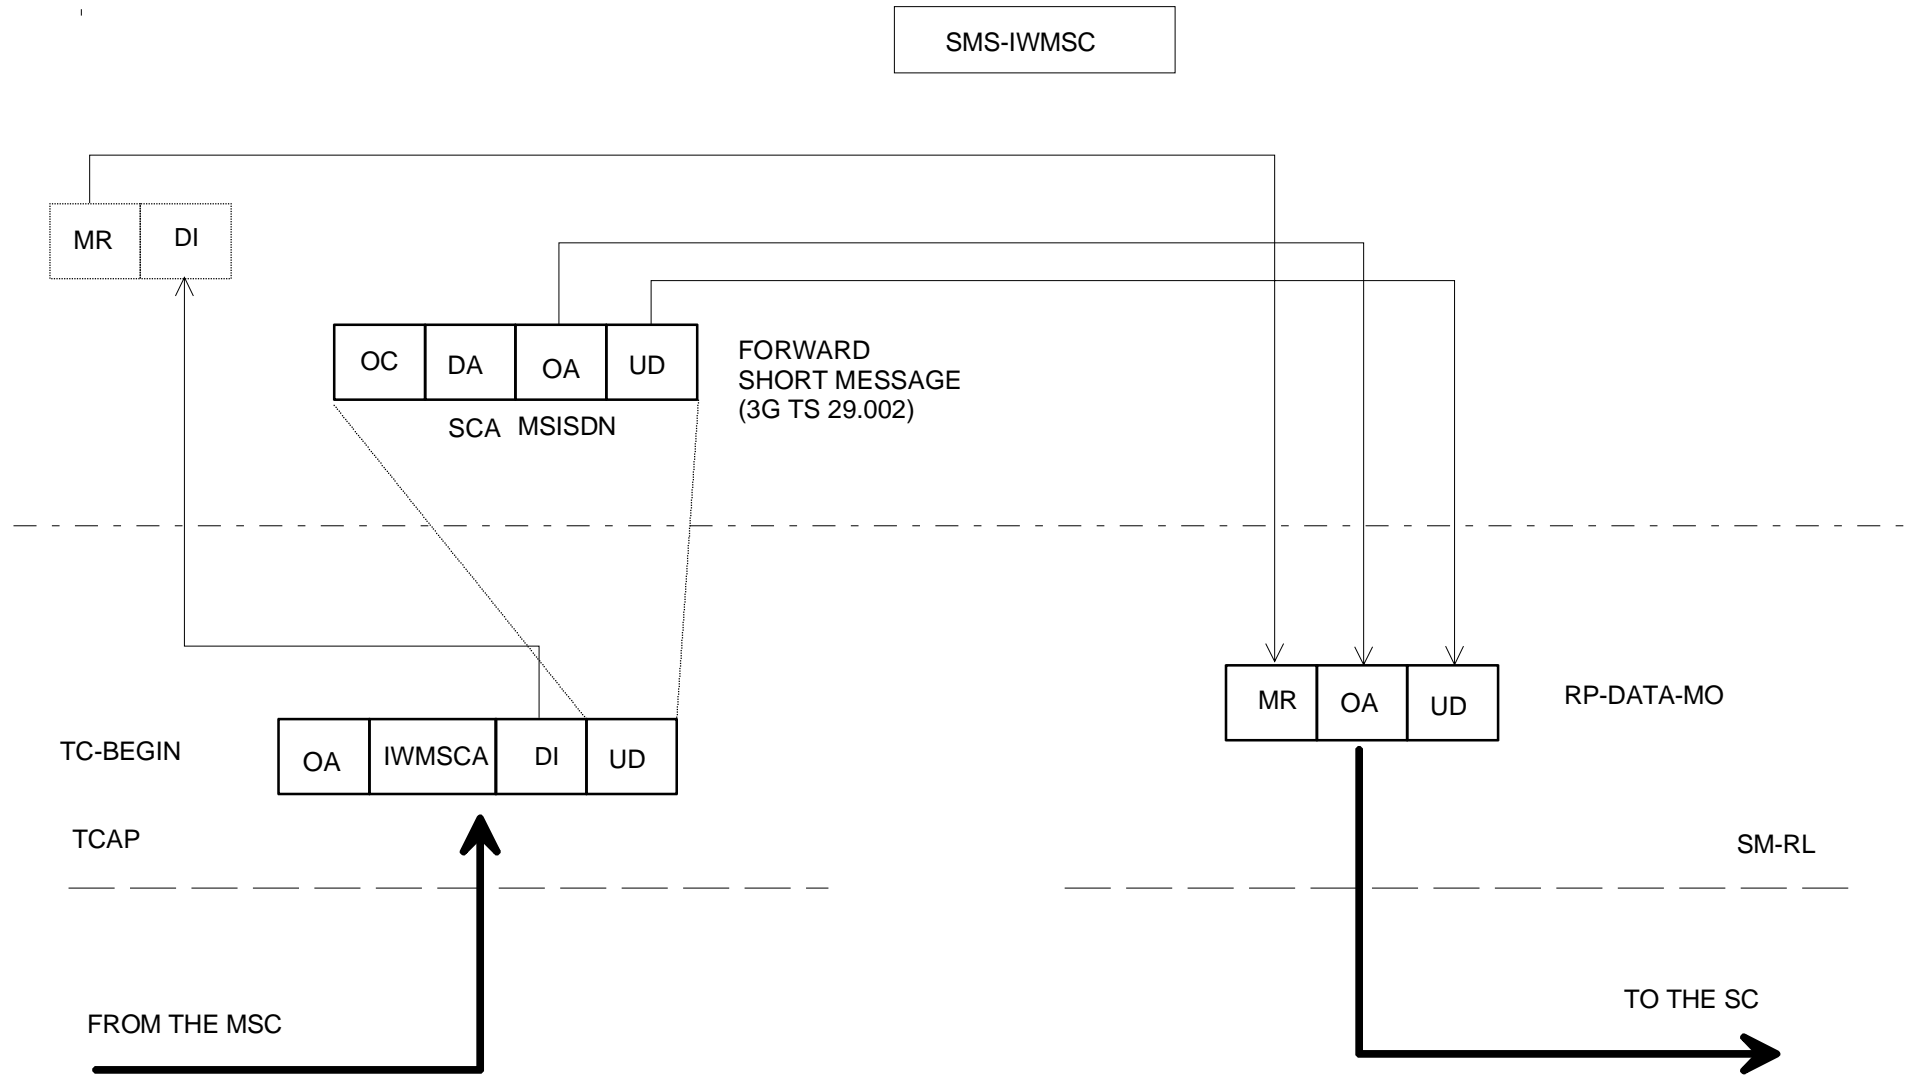 SMS-IWMSC
MR DI
OC DA OA UD
FORWARD
SHORT MESSAGE
(3G TS 29.002)
SCA MSISDN
MR OA UD
RP-DATA-MO
TC-BEGIN
OA IWMSCA DI UD
TCAP
SM-RL
TO THE SC
FROM THE MSC